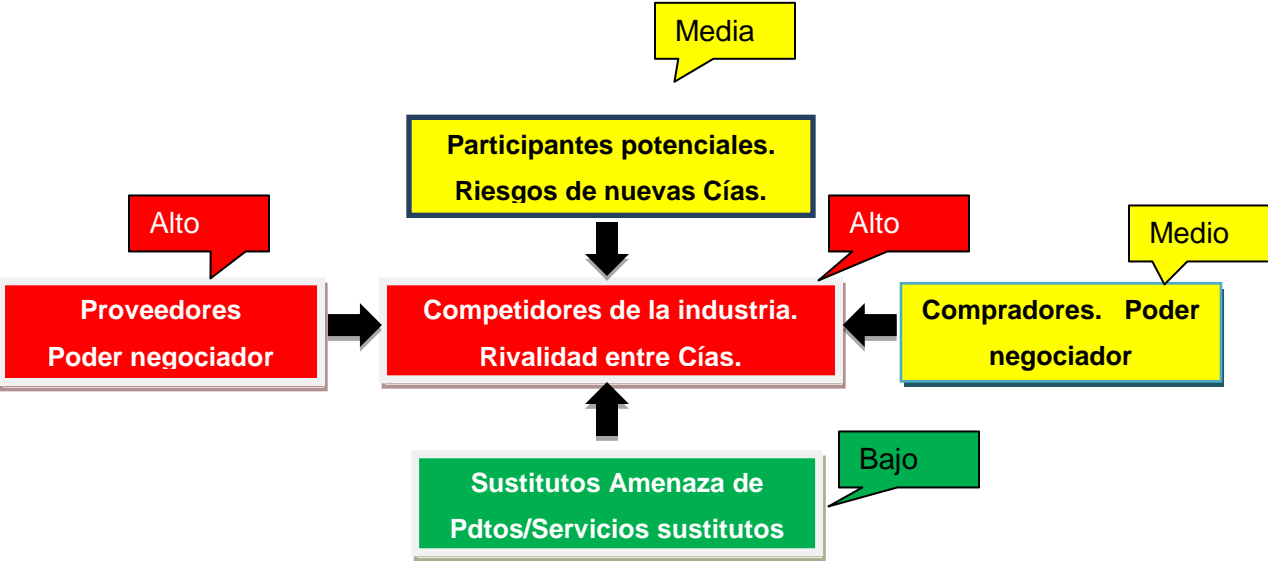 Media
Participantes potenciales.
Riesgos de nuevas Cías.
Alto
Alto
Medio
Proveedores
Poder negociador
Competidores de la industria.
Rivalidad entre Cías.
Compradores. Poder
negociador
Bajo
Sustitutos Amenaza de
Pdtos/Servicios sustitutos